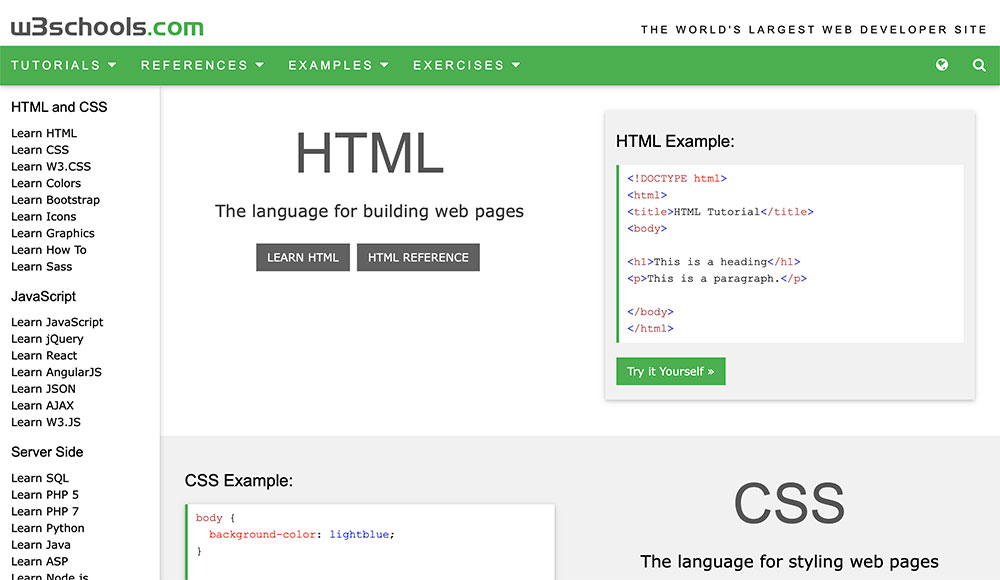 w3schools.com
THE WORLD'S LARGEST WEB DEVELOPER SITE
TUTORIALS REFERENCES EXAMPLES EXERCISES
HTML and CSS
Learn HTML
Learn CSS
Learn W3.CSS
Learn Colors
Learn Bootstrap
Learn Icons
Learn Graphics
Learn How To
Learn Sass
JavaScript
Learn JavaScript
Learn jQuery
Learn React
Learn AngularJS
Learn JSON
Learn AJAX
Learn W3.JS
Server Side
Learn SQL
Learn PHP 5
Learn PHP 7
Learn Python
Learn Java
Learn ASP
Learn Node.js
HTML
The language for building web pages
LEARN HTML HTML REFERENCE
HTML Example:
<!DOCTYPE html>
<html>
<title>HTML Tutorial</title>
<body>
<h1>This is a heading</h1>
<p>This is a paragraph.</p>
</body>
</html>
Try it Yourself »
CSS Example:
body {
background-color: lightblue;
}
CSS
The language for styling web pages